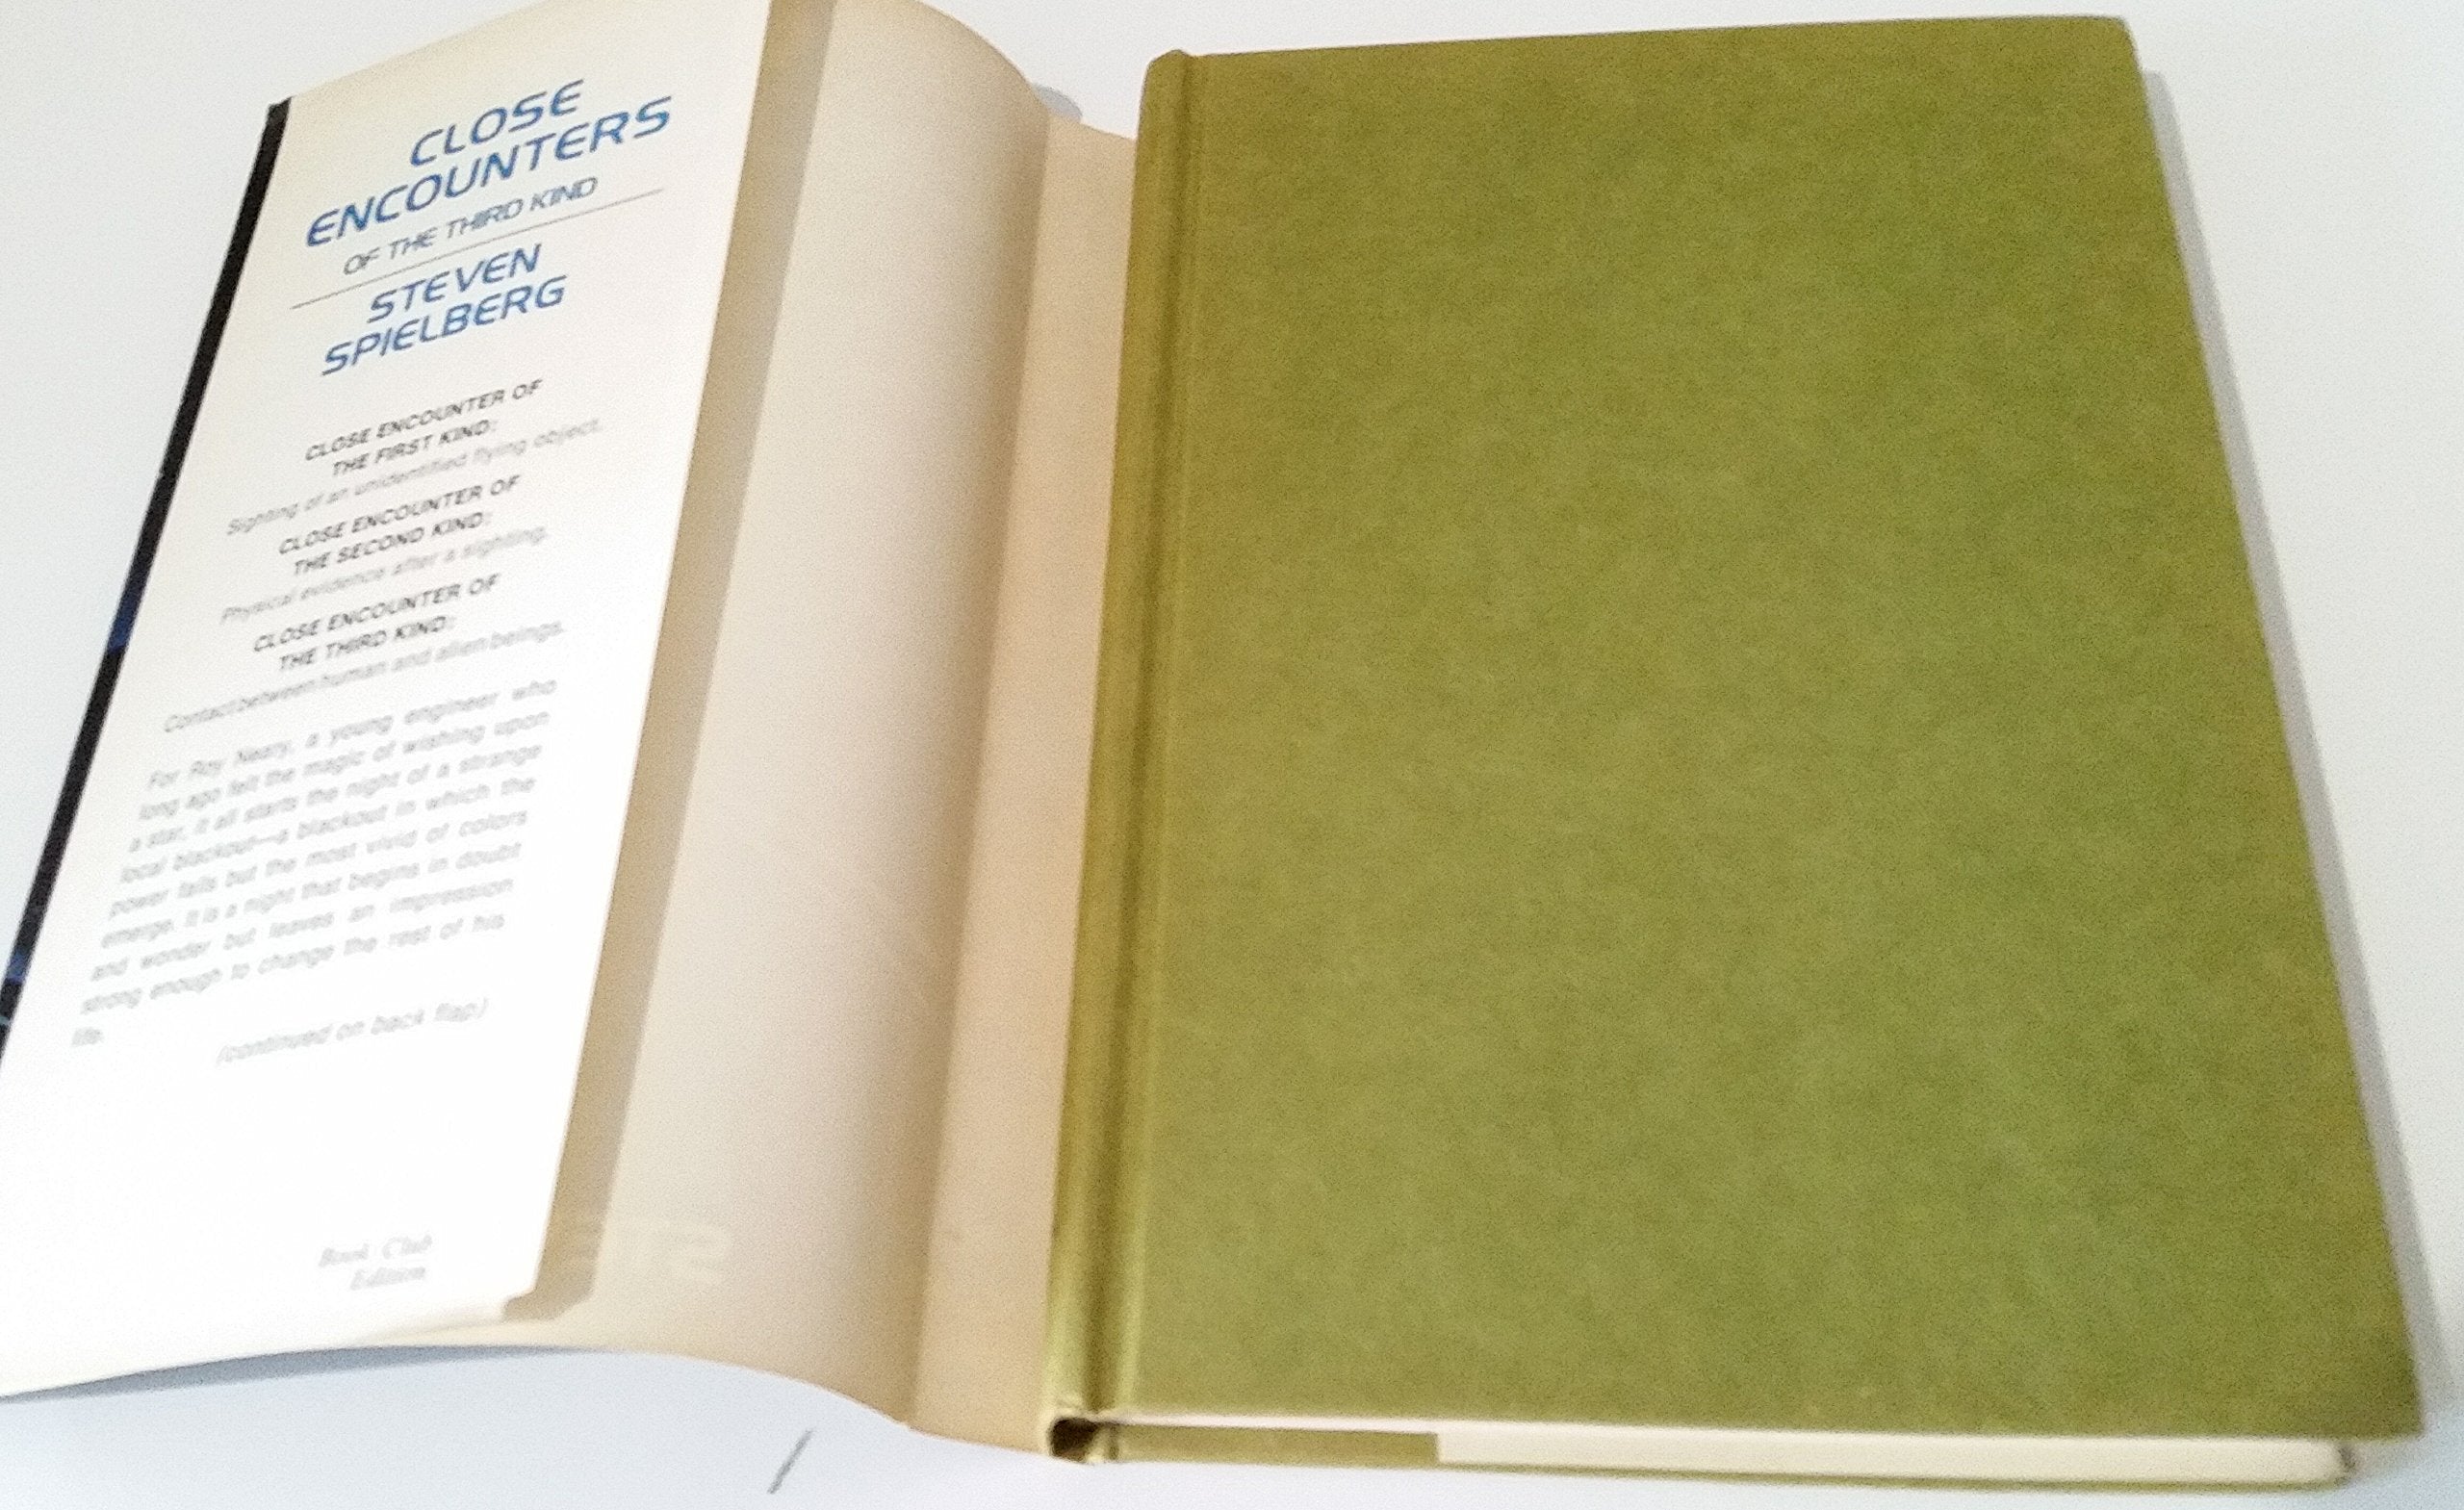 CLOSE
ENCOUNTERS
OF THE THIRD KIND
STEVEN
SPIELBERG
CLOSE ENCOUNTER OF
THE FIRST KIND:
Sighting of an unidentified flying object.
CLOSE ENCOUNTER OF
THE SECOND KIND:
Physical evidence after a sighting.
CLOSE ENCOUNTER OF
THE THIRD KIND:
Contact between human and alien beings.
For Roy Neary, a young engineer who
long ago felt the magic of wishing upon
a star, it all starts the night of a strange
local blackout—a blackout in which the
power fails but the most vivid of colors
emerge. It is a night that begins in doubt
and wonder but leaves an impression
strong enough to change the rest of his
life.
(continued on back flap)
Book Club
Edition